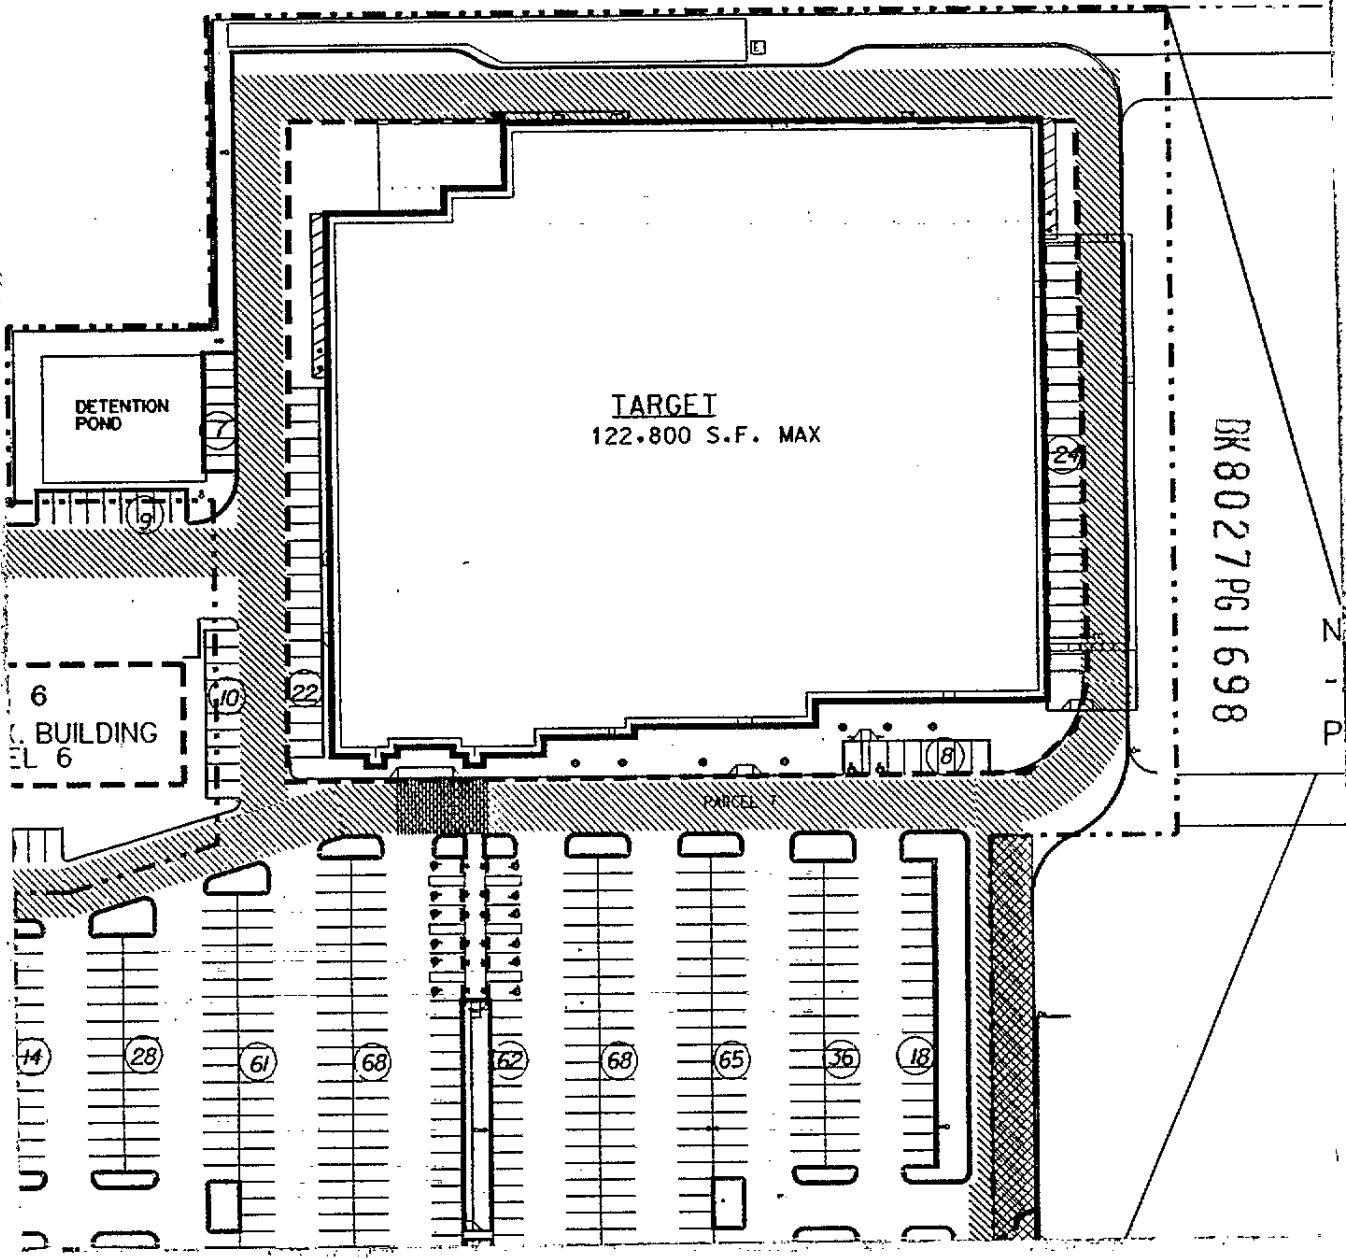 E
DETENTION
POND
7
TARGET
122,800 S.F. MAX
24
9
BK8027PG1698
N
-
P
6
. BUILDING
EL 6
10
22
8
PARCEL 7
14
28
61
68
62
68
65
36
18